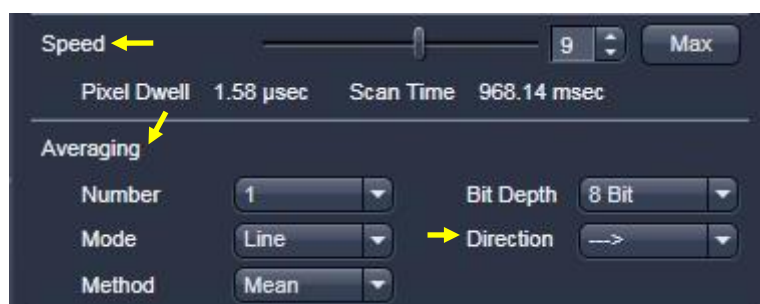 Speed 9 Max
Pixel Dwell 1.58 µsec Scan Time 968.14 msec
Averaging
Number 1 Bit Depth 8 Bit
Mode Line Direction --->
Method Mean